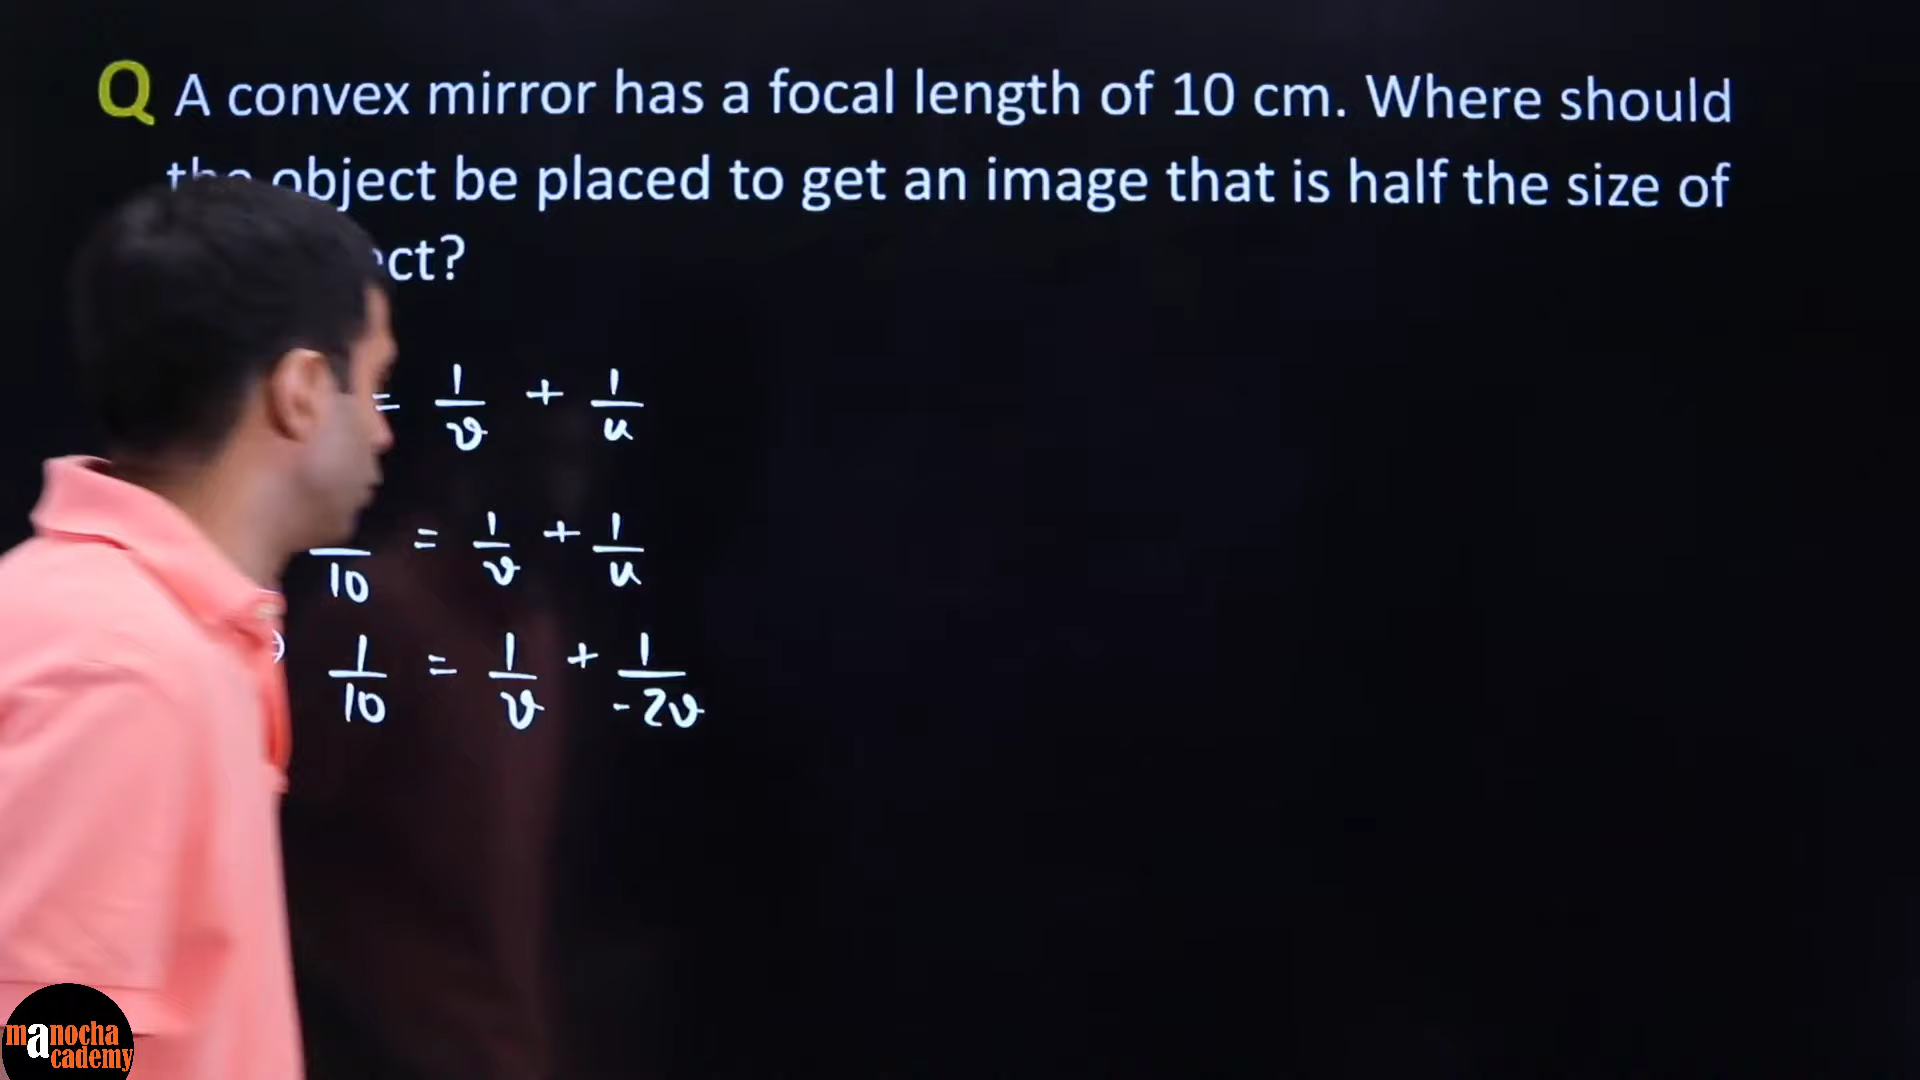 Q A convex mirror has a focal length of 10 cm. Where should
object be placed to get an image that is half the size of
= 1/v + 1/u
10 = 1/v + 1/u
1/10 = 1/v + 1/-2v
manocha
academy